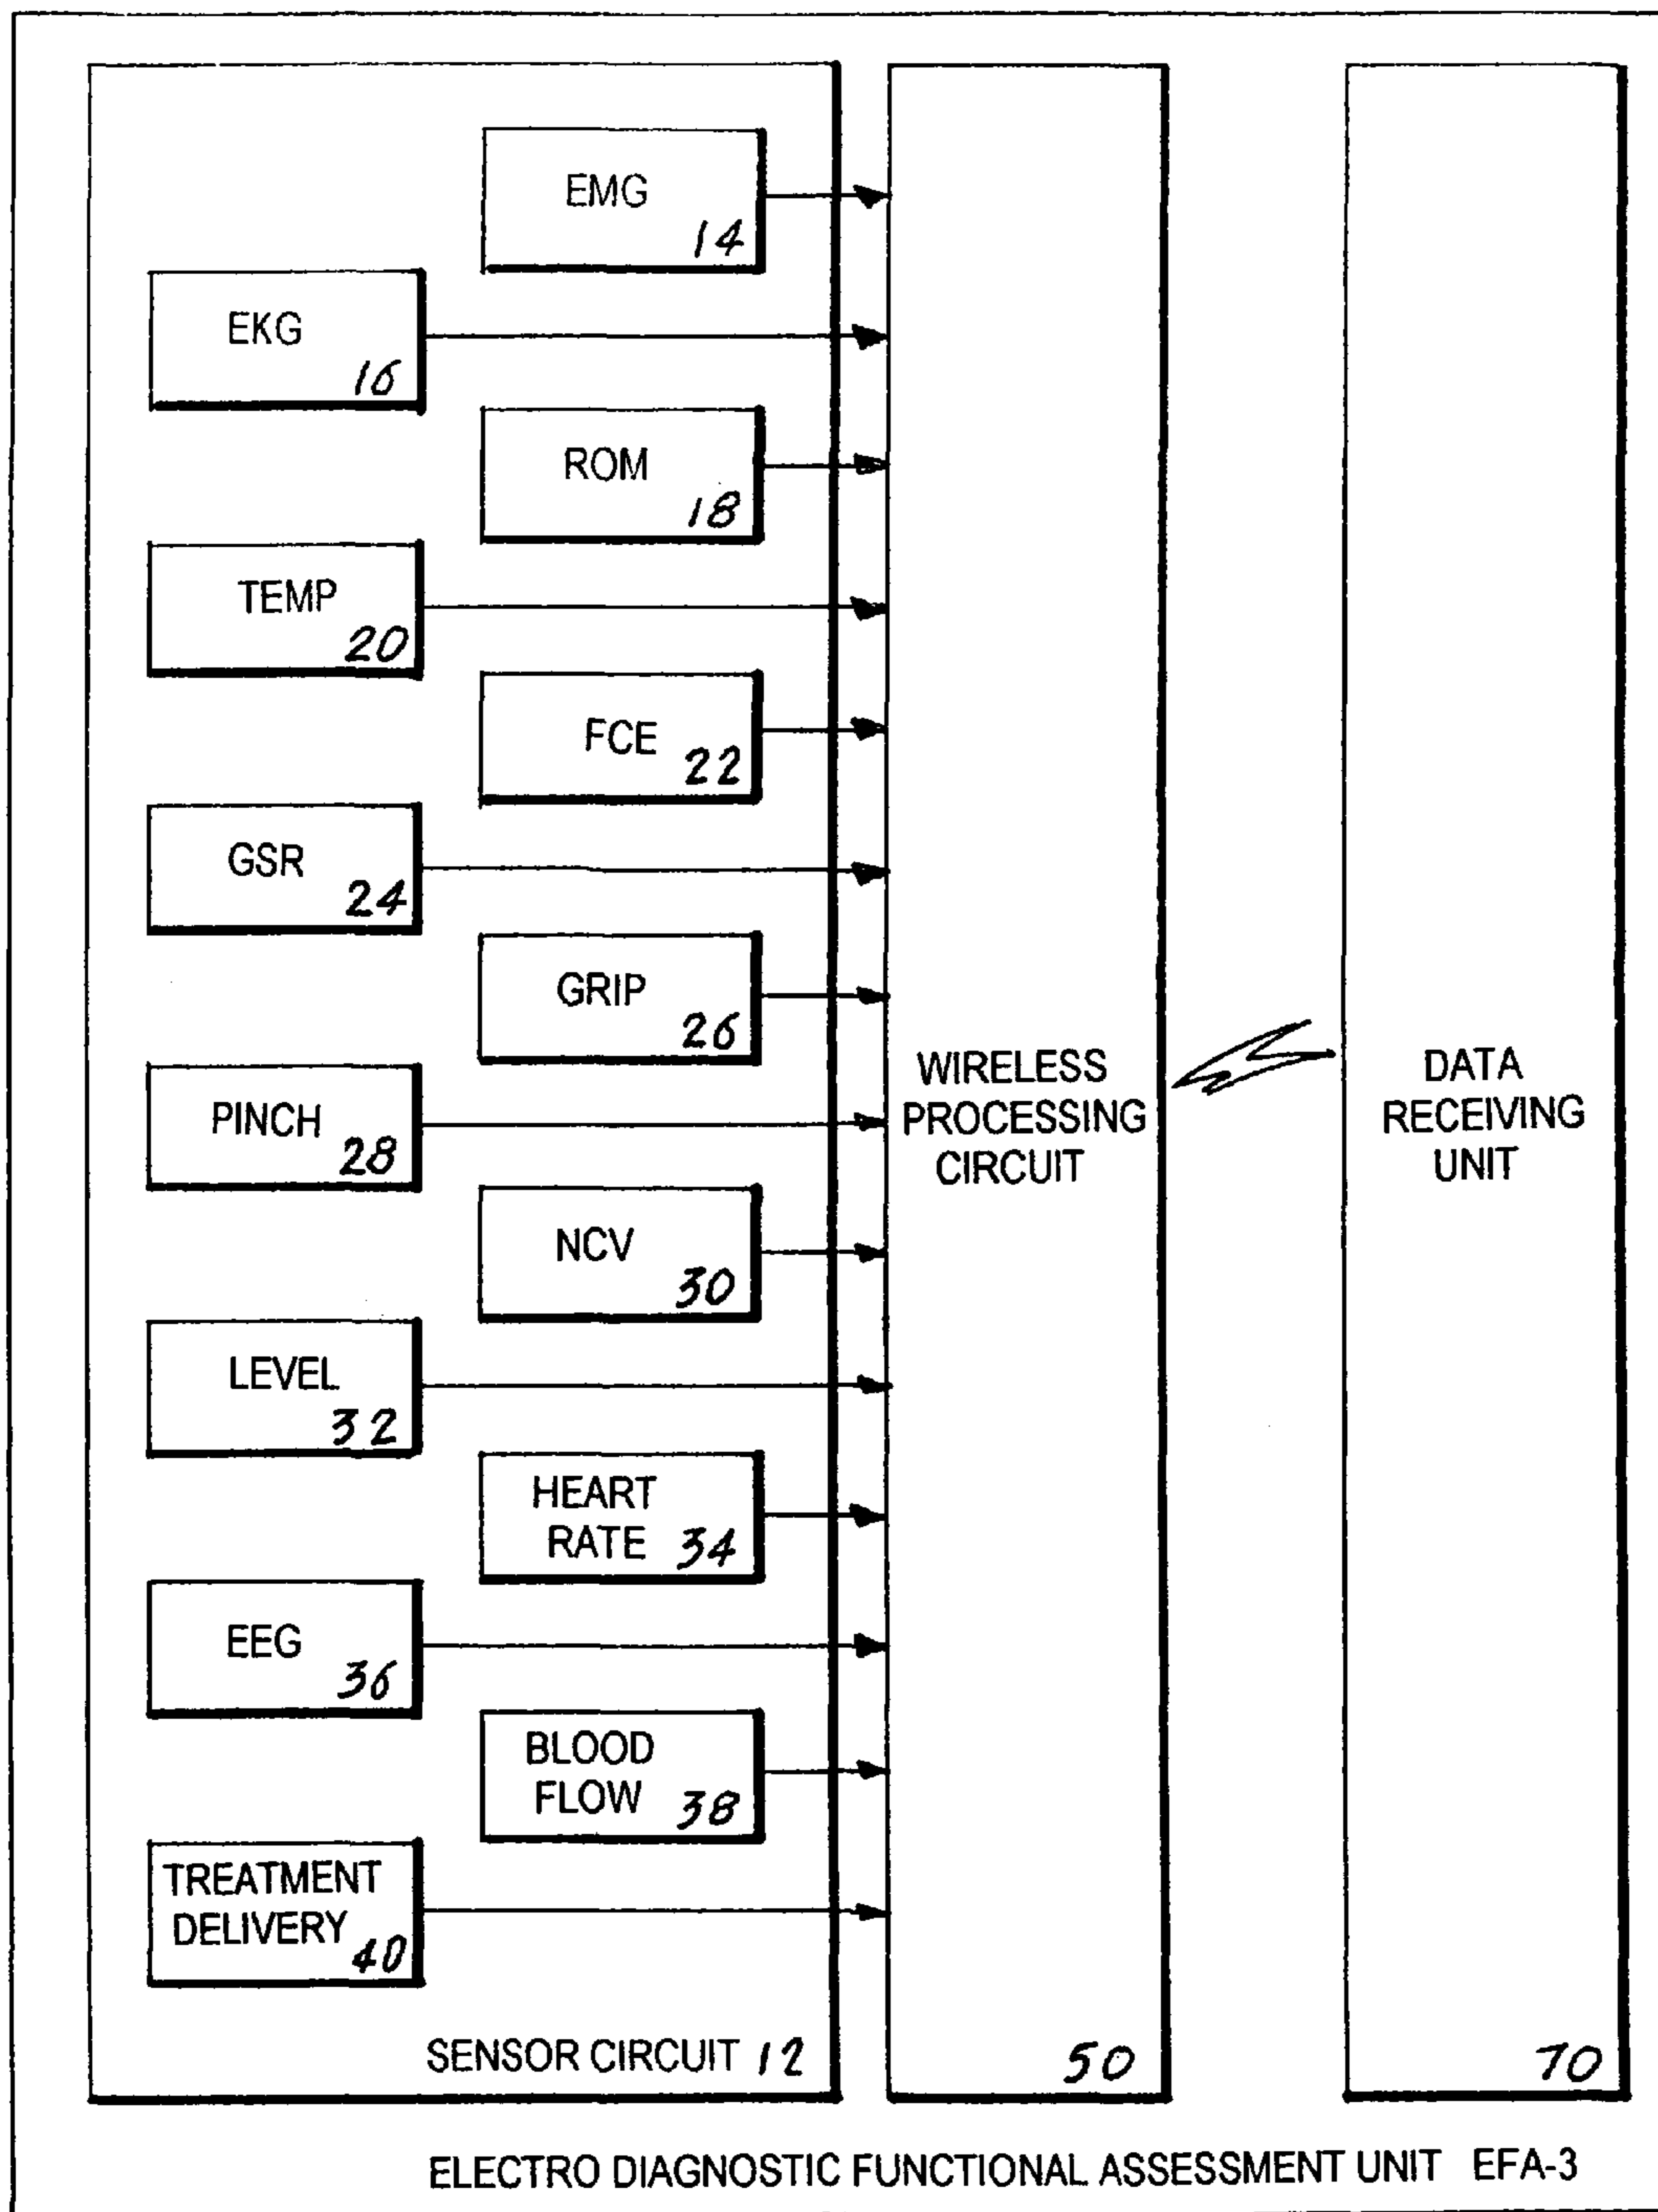 EMG
14
EKG
16
ROM
18
TEMP
20
FCE
22
GSR
24
GRIP
26
PINCH
28
NCV
30
LEVEL
32
HEART
RATE 34
EEG
36
BLOOD
FLOW 38
TREATMENT
DELIVERY
40
SENSOR CIRCUIT 12
WIRELESS
PROCESSING
CIRCUIT
50
DATA
RECEIVING
UNIT
70
ELECTRO DIAGNOSTIC FUNCTIONAL ASSESSMENT UNIT EFA-3